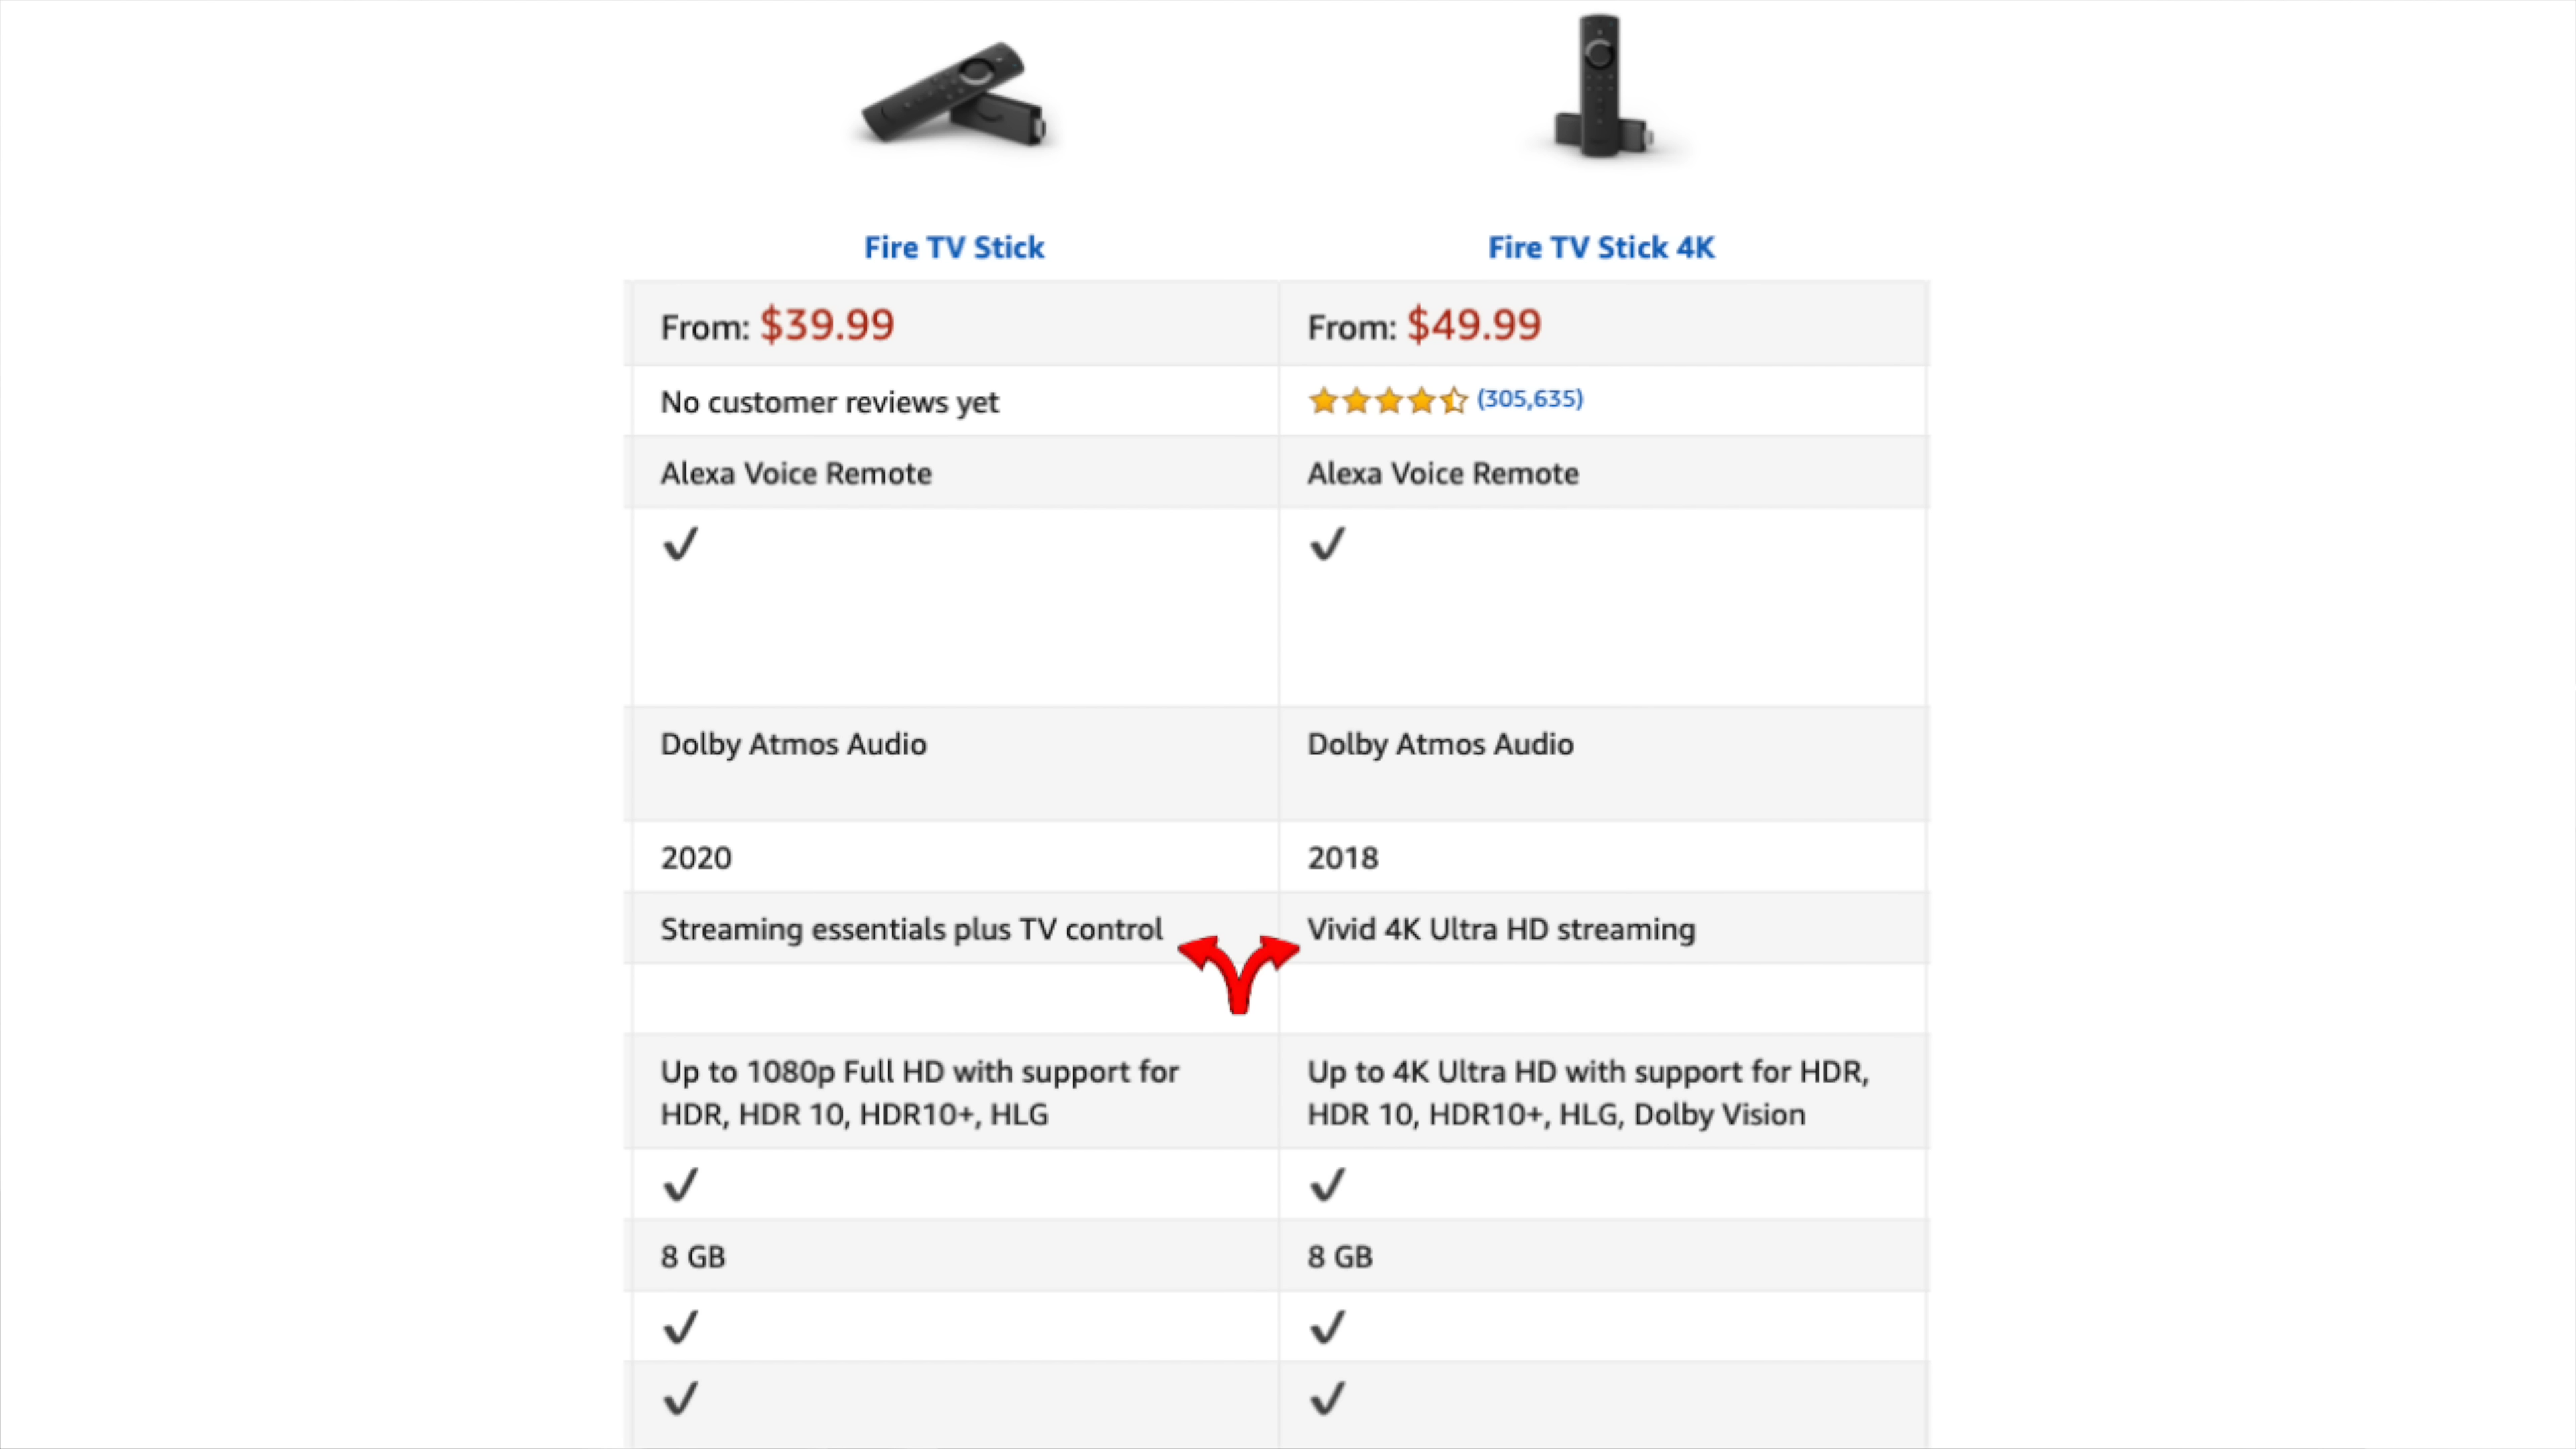 Fire TV Stick
Fire TV Stick 4K
From: $39.99
From: $49.99
No customer reviews yet
(305,635)
Alexa Voice Remote
Alexa Voice Remote
Dolby Atmos Audio
Dolby Atmos Audio
2020
2018
Streaming essentials plus TV control
Vivid 4K Ultra HD streaming
Up to 1080p Full HD with support for
HDR, HDR 10, HDR10+, HLG
Up to 4K Ultra HD with support for HDR,
HDR 10, HDR10+, HLG, Dolby Vision
8 GB
8 GB